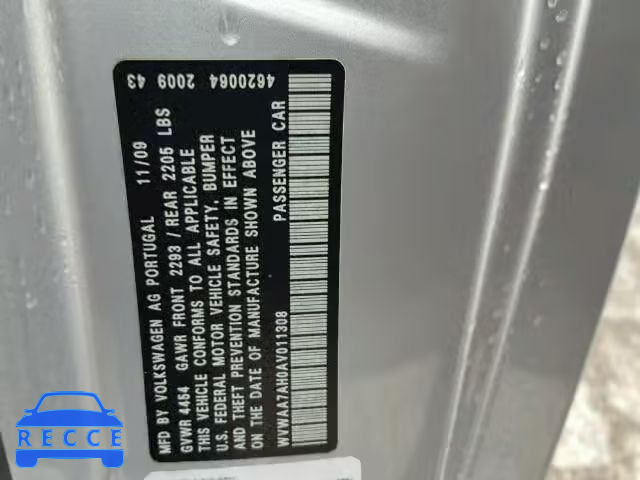 MFD BY VOLKSWAGEN AG PORTUGAL 11/09
GVWR 4454 GAWR FRONT 2293 / REAR 2205 LBS
THIS VEHICLE CONFORMS TO ALL APPLICABLE
U.S. FEDERAL MOTOR VEHICLE SAFETY, BUMPER
AND THEFT PREVENTION STANDARDS IN EFFECT
ON THE DATE OF MANUFACTURE SHOWN ABOVE
WVWAA7AH0AV011308 PASSENGER CAR
43 2009 4620064
RECCE